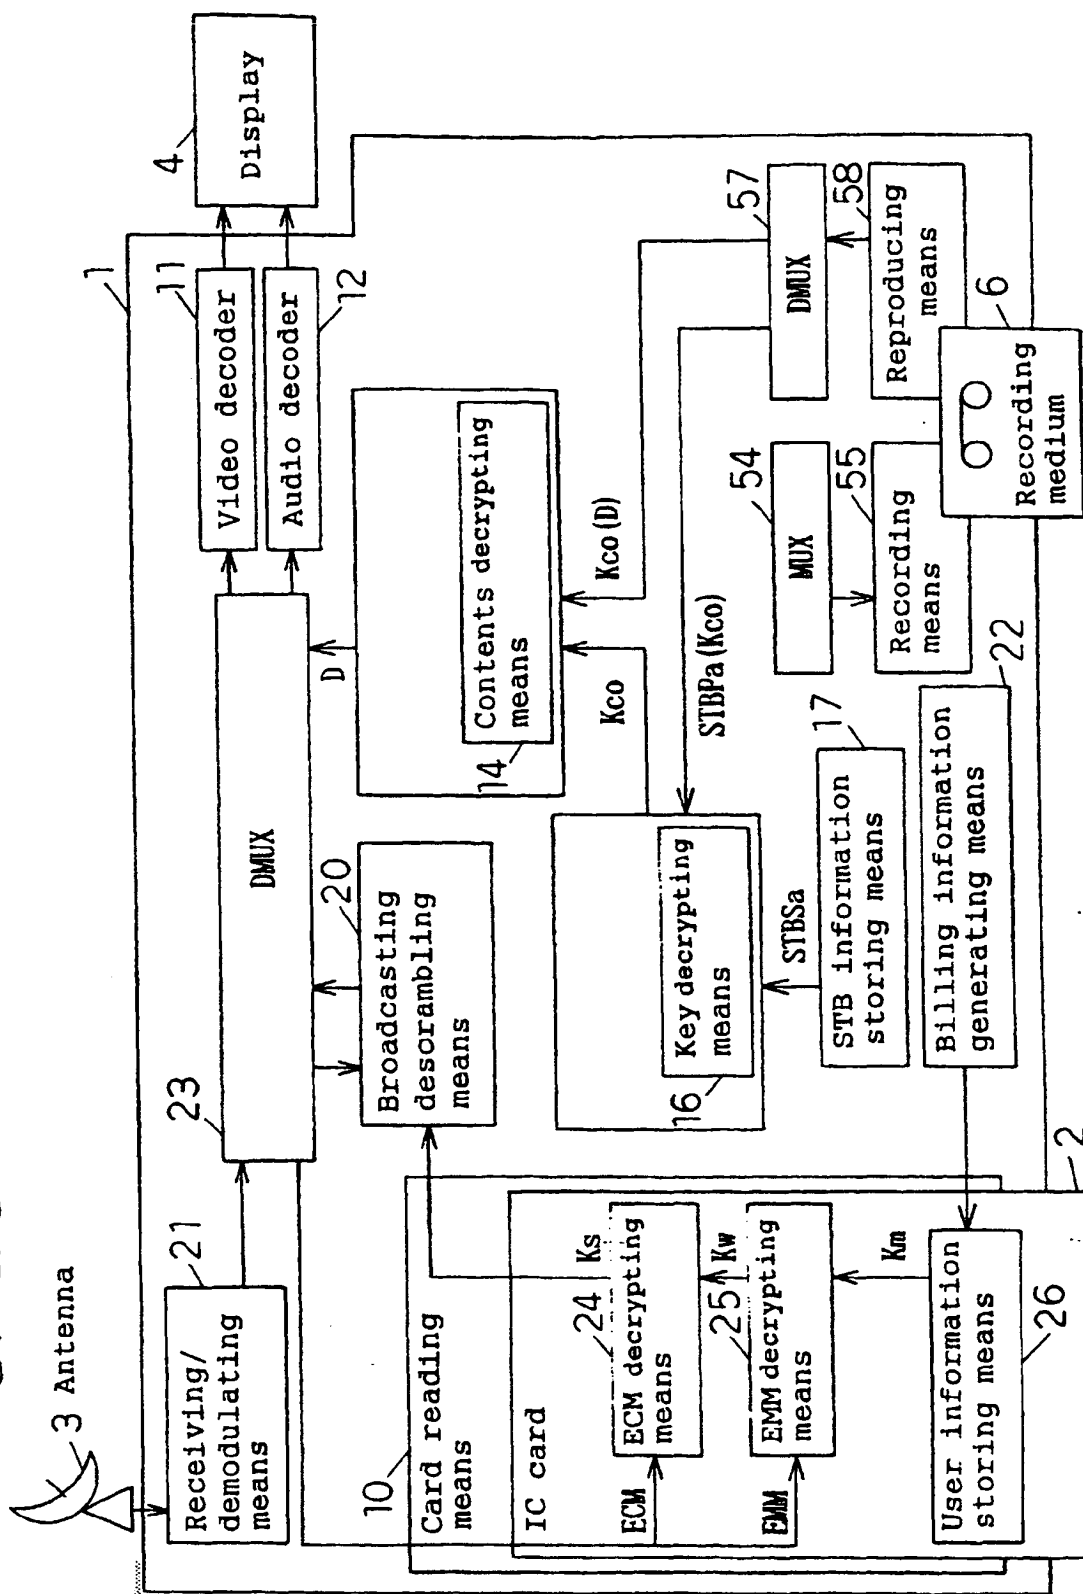 3 Antenna
21
Receiving/
demodulating
means
23
DMUX
1
11
Video decoder
Audio decoder
12
4
Display
20
Broadcasting
desorambling
means
D
Contents decrypting
means
14
Kco
Kco(D)
STBPa(Kco)
10
Card reading
means
IC card
ECM
24
ECM decrypting
means
Ks
EMM
25
EMM decrypting
means
Kw
Km
User information
storing means
26
2
Key decrypting
means
16
STBSa
STB information
storing means
17
Billing information
generating means
22
MUX
54
55
Recording
means
DMUX
57
58
Reproducing
means
6
Recording
medium